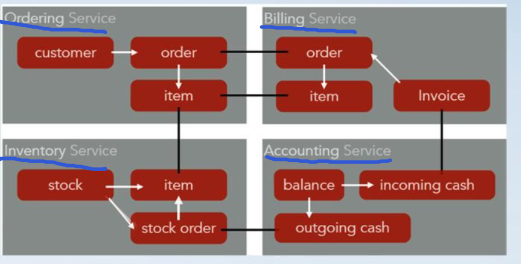 Ordering Service
customer
order
item
Billing Service
order
item
Invoice
Inventory Service
stock
item
stock order
Accounting Service
balance
incoming cash
outgoing cash